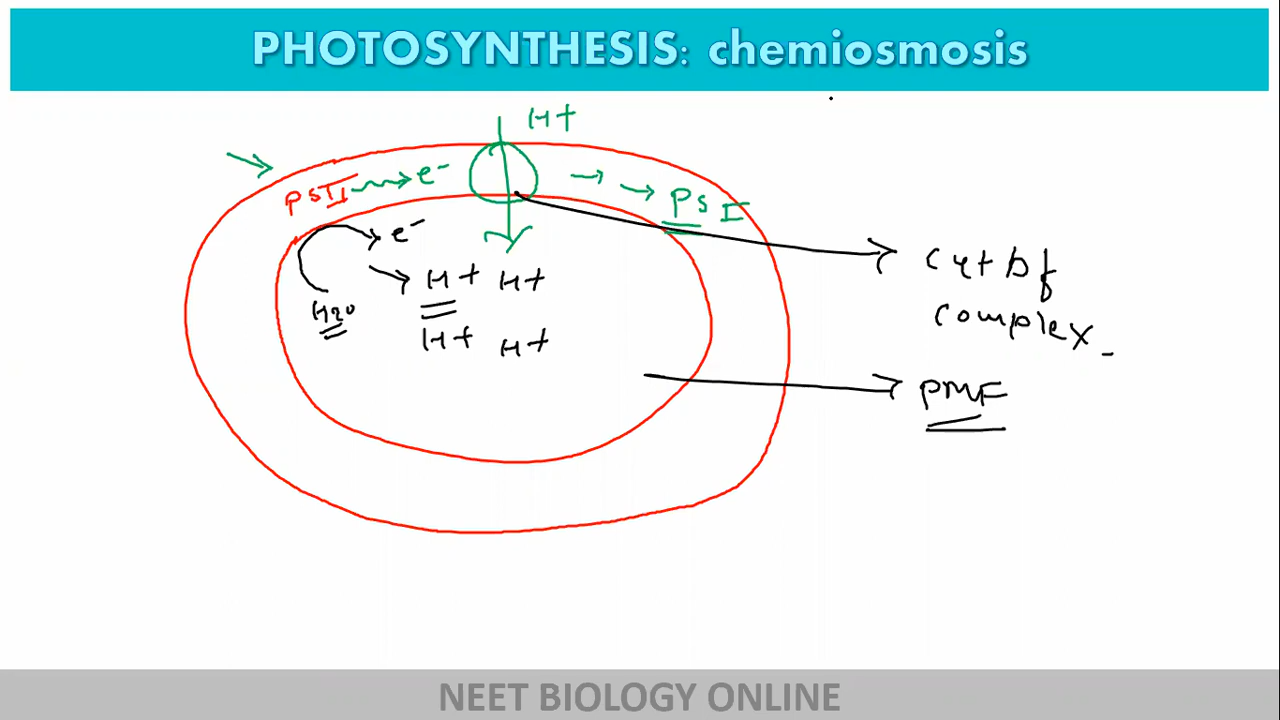 PHOTOSYNTHESIS: chemiosmosis
H+
PSII e-
PS I
e-
H2O
H+ H+
H+ H+
cyt bf
complex
PMF
NEET BIOLOGY ONLINE